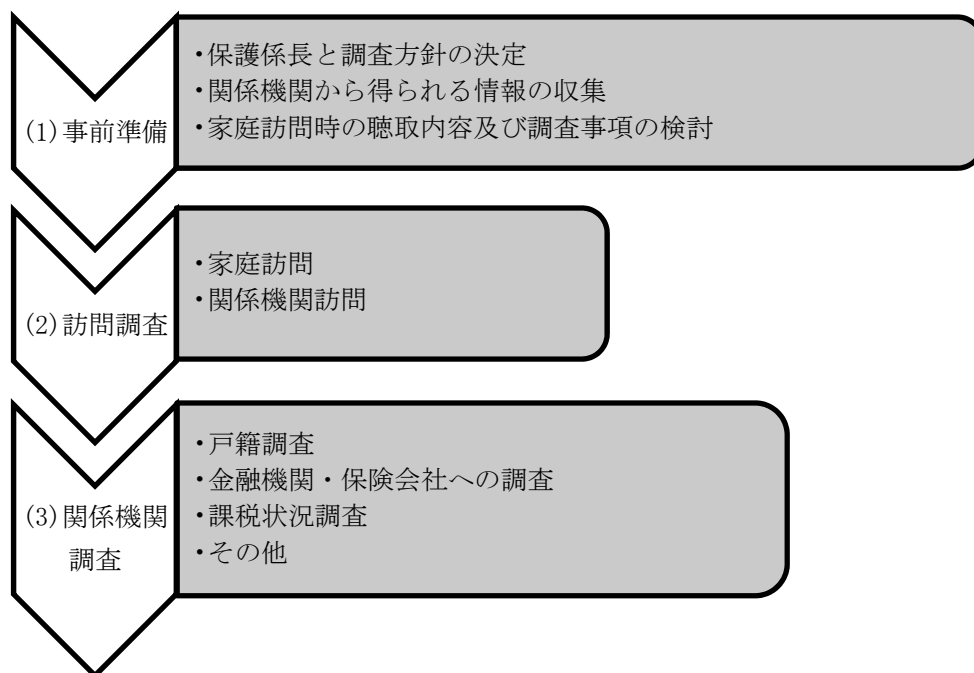 (1)事前準備
・保護係長と調査方針の決定
・関係機関から得られる情報の収集
・家庭訪問時の聴取内容及び調査事項の検討
(2)訪問調査
・家庭訪問
・関係機関訪問
(3)関係機関
調査
・戸籍調査
・金融機関・保険会社への調査
・課税状況調査
・その他